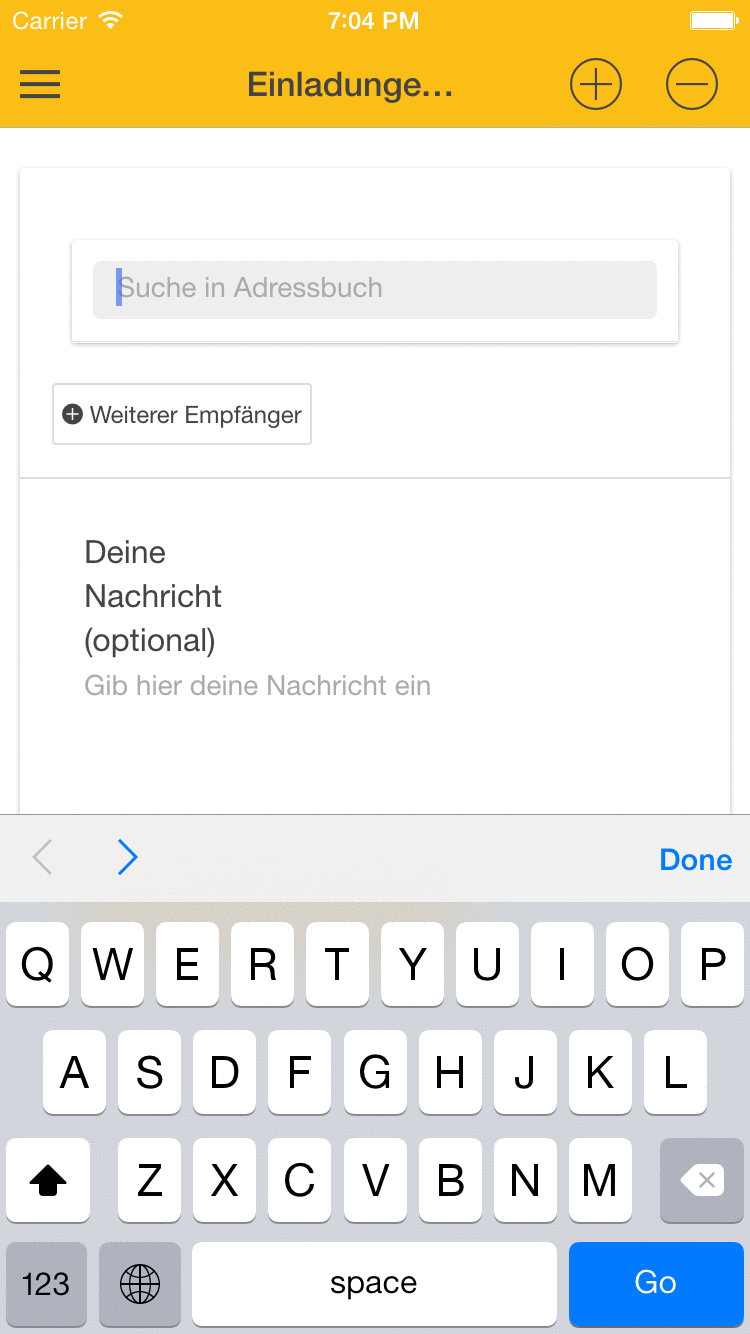 Carrier 7:04 PM
Einladunge...
Suche in Adressbuch
Weiterer Empfänger
Deine
Nachricht
(optional)
Gib hier deine Nachricht ein
Done
Q W E R T Y U I O P
A S D F G H J K L
Z X C V B N M
123 space Go